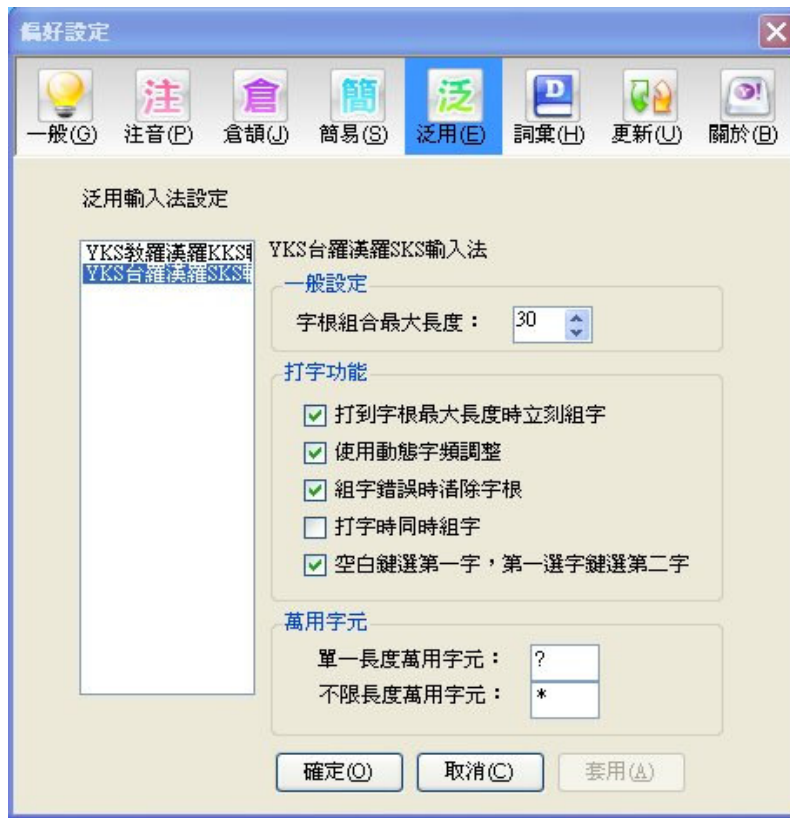 偏好設定
一般(G) 注音(P) 倉頡(J) 簡易(S) 泛用(E) 詞彙(H) 更新(U) 關於(B)
泛用輸入法設定
YKS教羅漢羅KKS
YKS台羅漢羅SKS
YKS台羅漢羅SKS輸入法
一般設定
字根組合最大長度: 30
打字功能
打到字根最大長度時立刻組字
使用動態字頻調整
組字錯誤時清除字根
打字時同時組字
空白鍵選第一字,第一選字鍵選第二字
萬用字元
單一長度萬用字元: ?
不限長度萬用字元: *
確定(O) 取消(C) 套用(A)